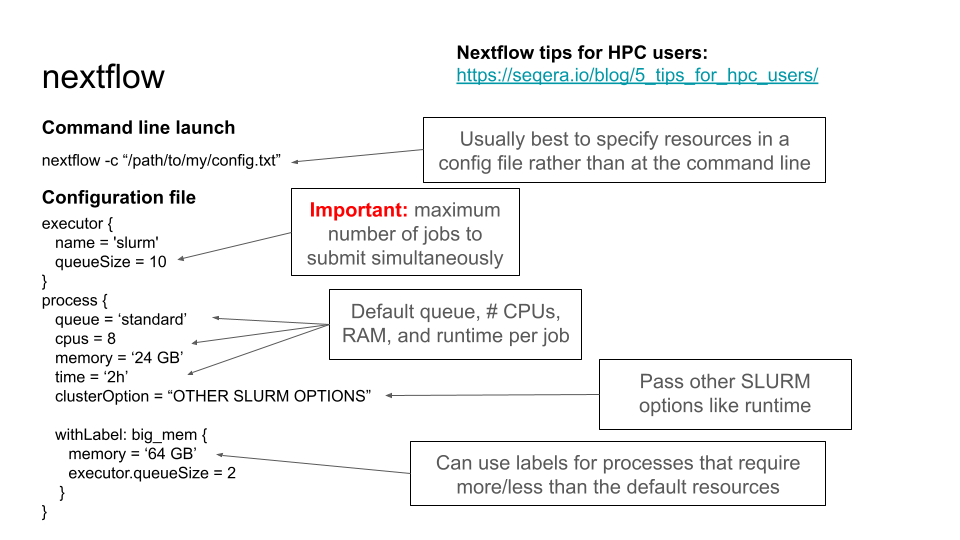 nextflow
Nextflow tips for HPC users:
https://seqera.io/blog/5_tips_for_hpc_users/
Command line launch
nextflow -c “/path/to/my/config.txt”
Usually best to specify resources in a
config file rather than at the command line
Configuration file
executor {
name = 'slurm'
queueSize = 10
}
Important: maximum
number of jobs to
submit simultaneously
process {
queue = ‘standard’
cpus = 8
memory = ‘24 GB’
time = ‘2h’
clusterOption = “OTHER SLURM OPTIONS”
Default queue, # CPUs,
RAM, and runtime per job
Pass other SLURM
options like runtime
withLabel: big_mem {
memory = ‘64 GB’
executor.queueSize = 2
}
}
Can use labels for processes that require
more/less than the default resources